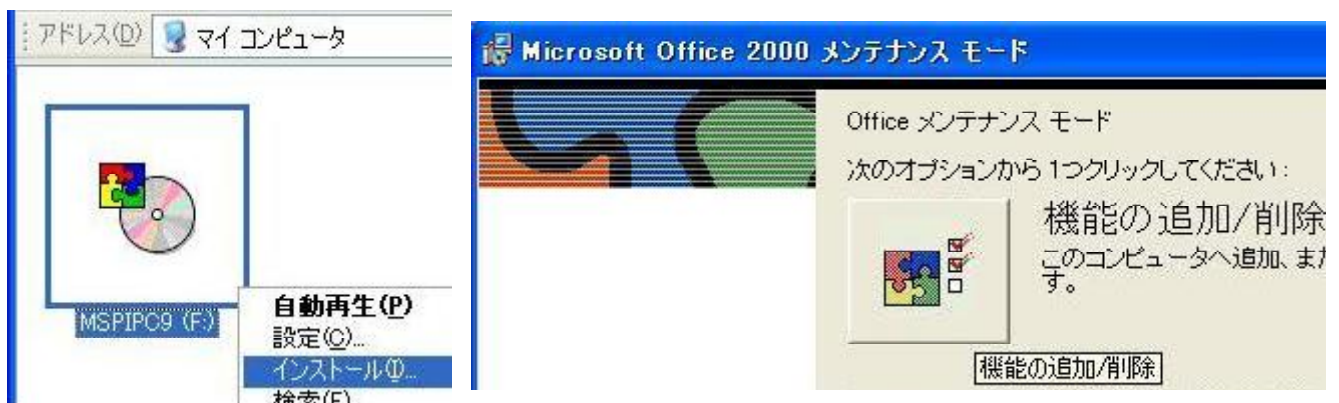 アドレス(D) マイ コンピュータ
MSPIPC9 (F:)
自動再生(P)
設定(C)...
インストール(I)...
検索(E)
Microsoft Office 2000 メンテナンス モード
Office メンテナンス モード
次のオプションから 1つクリックしてください:
機能の追加/削除
このコンピュータへ追加、また
す。
機能の追加/削除